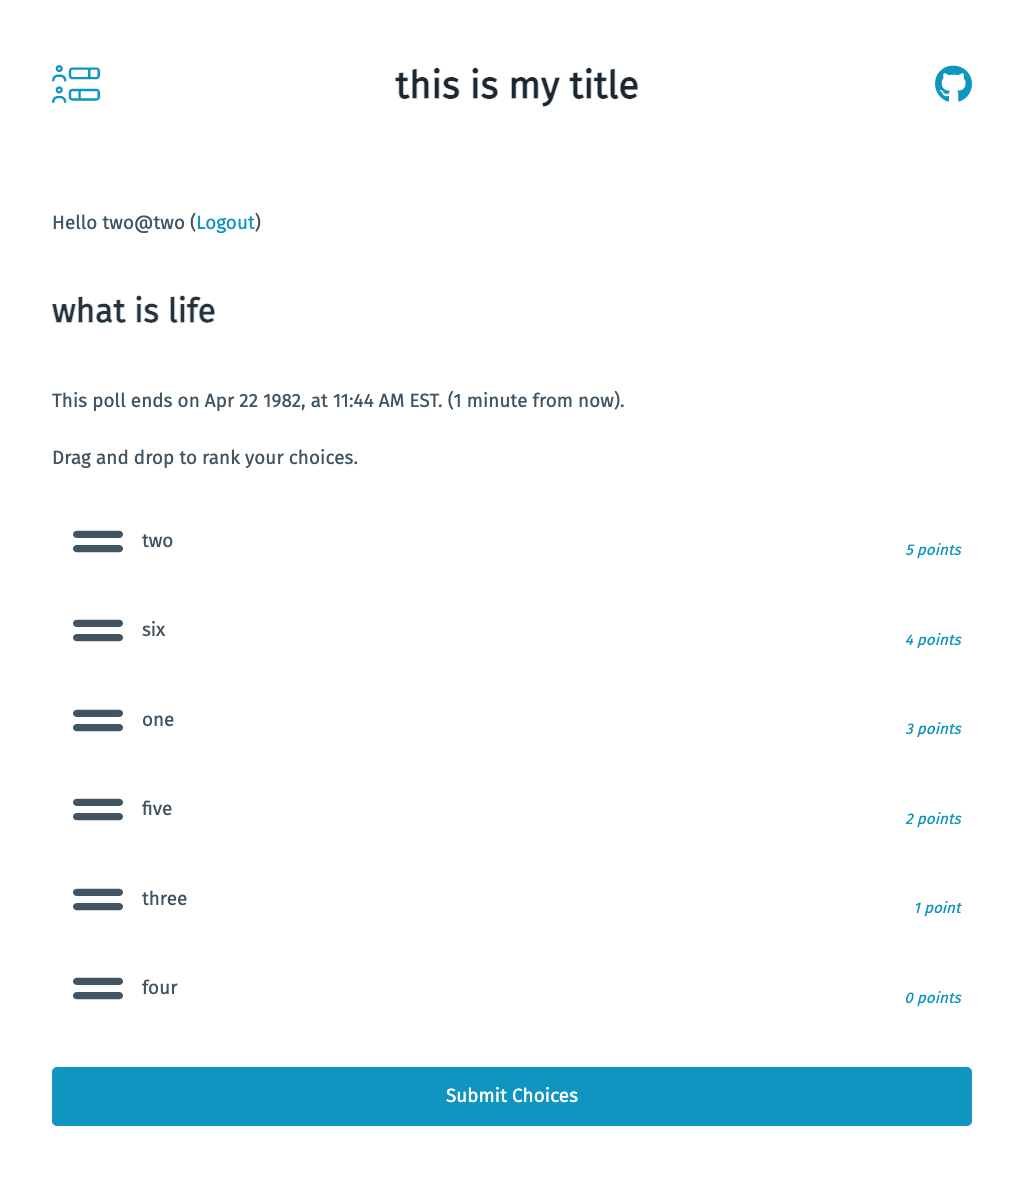 this is my title
Hello two@two (Logout)
what is life
This poll ends on Apr 22 1982, at 11:44 AM EST. (1 minute from now).
Drag and drop to rank your choices.
two
5 points
six
4 points
one
3 points
five
2 points
three
1 point
four
0 points
Submit Choices